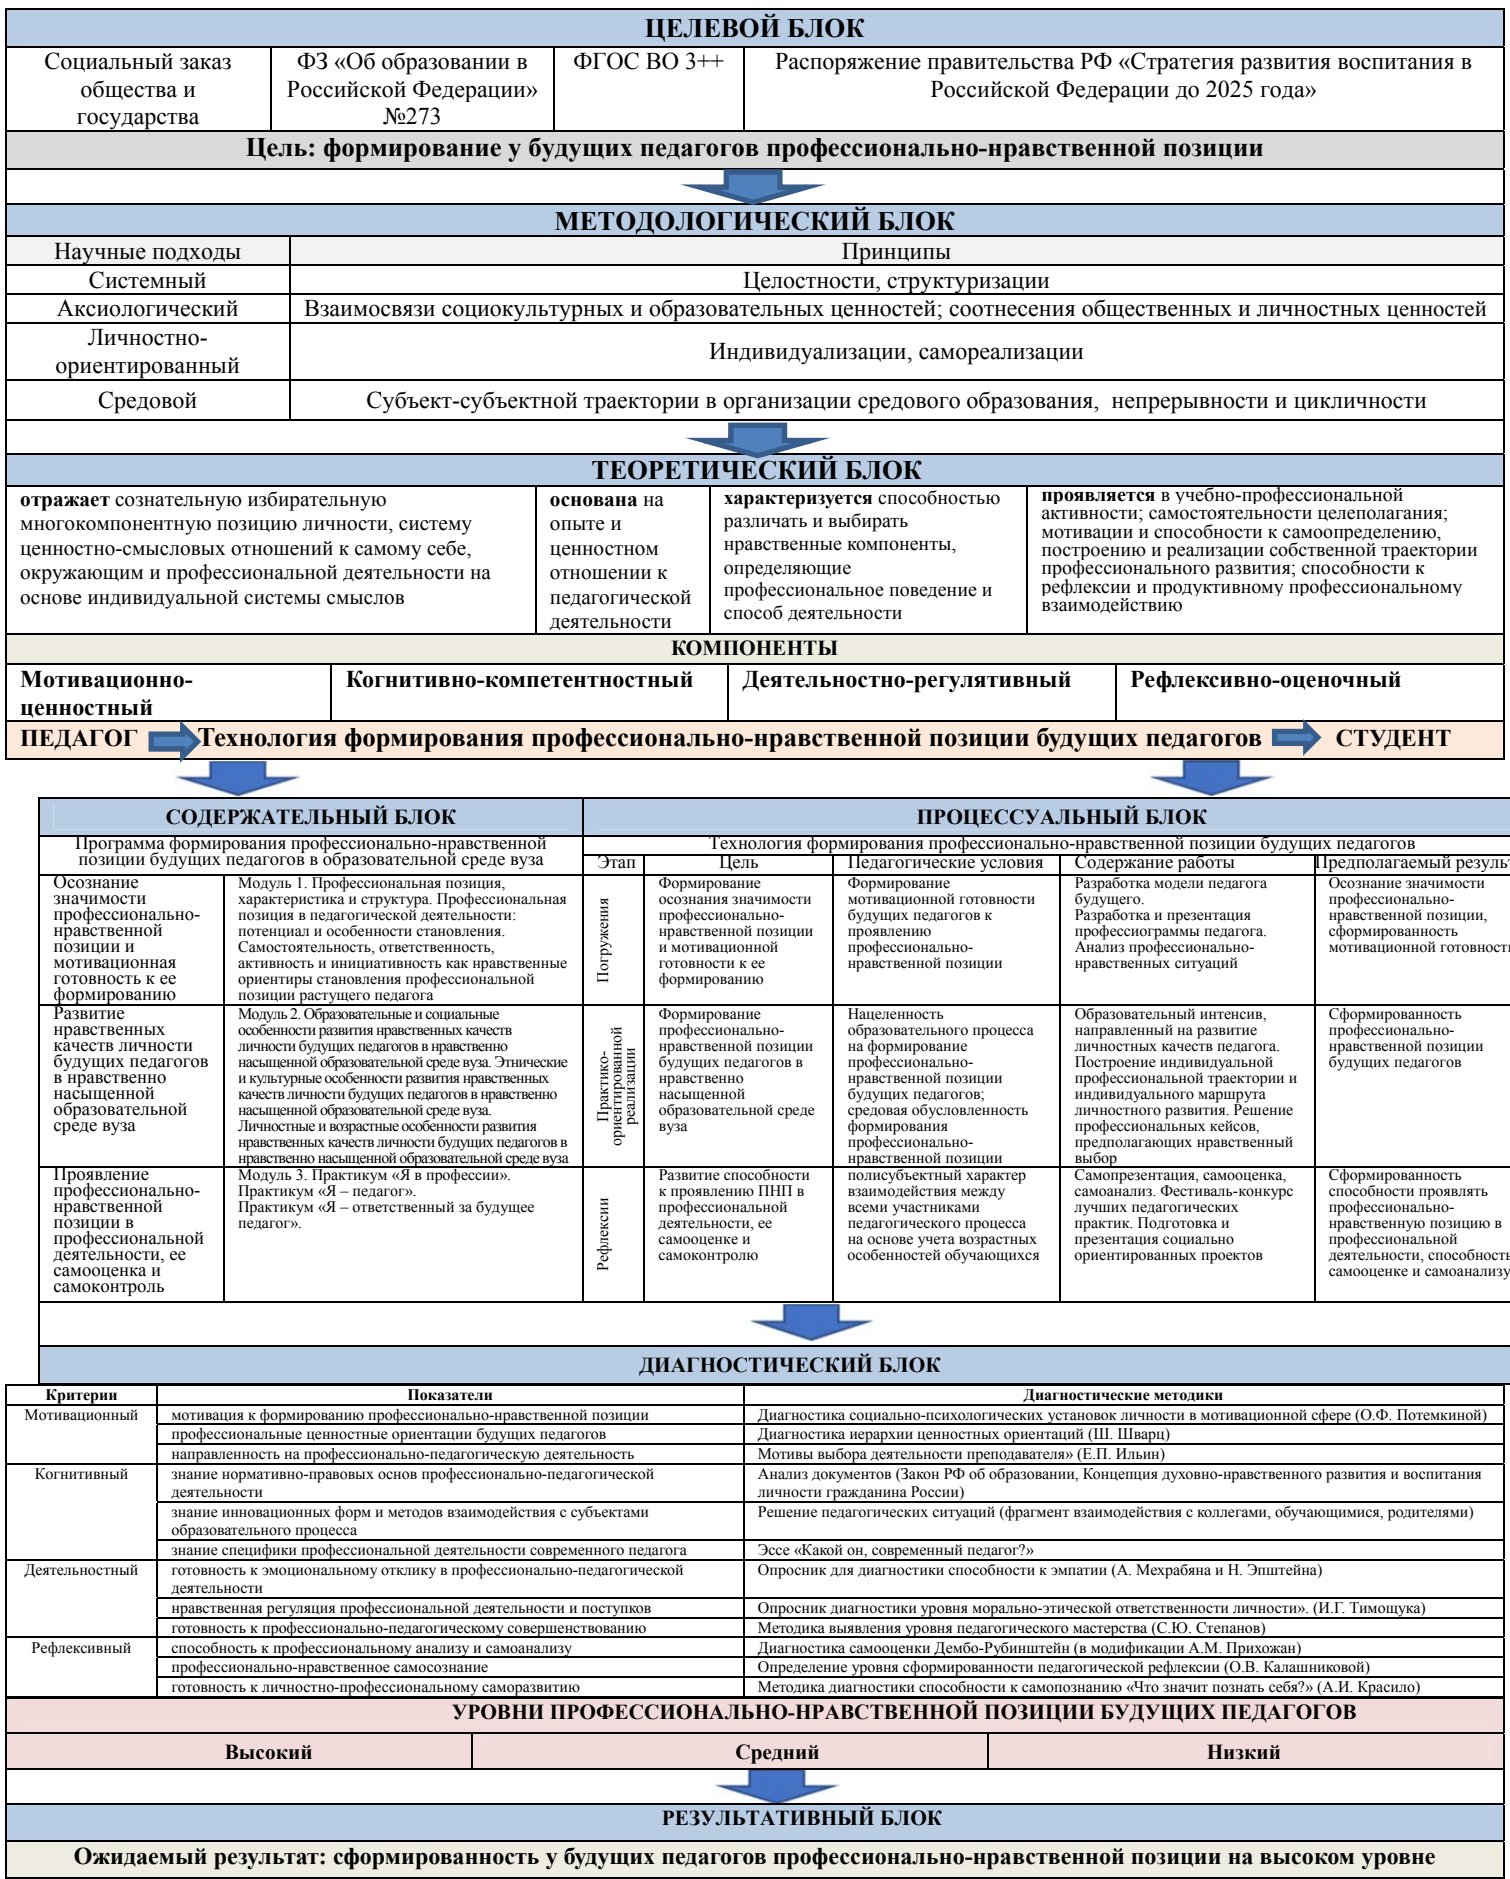 ЦЕЛЕВОЙ БЛОК
Социальный заказ
общества и
государства
ФЗ «Об образовании в
Российской Федерации»
№273
ФГОС ВО 3++
Распоряжение правительства РФ «Стратегия развития воспитания в
Российской Федерации до 2025 года»
Цель: формирование у будущих педагогов профессионально-нравственной позиции
МЕТОДОЛОГИЧЕСКИЙ БЛОК
Научные подходы
Принципы
Системный
Целостности, структуризации
Аксиологический
Взаимосвязи социокультурных и образовательных ценностей; соотнесения общественных и личностных ценностей
Личностно-
ориентированный
Индивидуализации, самореализации
Средовой
Субъект-субъектной траектории в организации средового образования, непрерывности и цикличности
ТЕОРЕТИЧЕСКИЙ БЛОК
отражает сознательную избирательную
многокомпонентную позицию личности, систему
ценностно-смысловых отношений к самому себе,
окружающим и профессиональной деятельности на
основе индивидуальной системы смыслов
основана на
опыте и
ценностном
отношении к
педагогической
деятельности
характеризуется способностью
различать и выбирать
нравственные компоненты,
определяющие
профессиональное поведение и
способ деятельности
проявляется в учебно-профессиональной
активности; самостоятельности целеполагания;
мотивации и способности к самоопределению,
построению и реализации собственной траектории
профессионального развития; способности к
рефлексии и продуктивному профессиональному
взаимодействию
КОМПОНЕНТЫ
Мотивационно-
ценностный
Когнитивно-компетентностный
Деятельностно-регулятивный
Рефлексивно-оценочный
ПЕДАГОГ Технология формирования профессионально-нравственной позиции будущих педагогов СТУДЕНТ
СОДЕРЖАТЕЛЬНЫЙ БЛОК
ПРОЦЕССУАЛЬНЫЙ БЛОК
Программа формирования профессионально-нравственной
позиции будущих педагогов в образовательной среде вуза
Технология формирования профессионально-нравственной позиции будущих педагогов
Этап
Цель
Педагогические условия
Содержание работы
Предполагаемый резуль
Осознание
значимости
профессионально-
нравственной
позиции и
мотивационная
готовность к ее
формированию
Модуль 1. Профессиональная позиция,
характеристика и структура. Профессиональная
позиция в педагогической деятельности:
потенциал и особенности становления.
Самостоятельность, ответственность,
активность и инициативность как нравственные
ориентиры становления профессиональной
позиции растущего педагога
Погружения
Формирование
осознания значимости
профессионально-
нравственной позиции
и мотивационной
готовности к ее
формированию
Формирование
мотивационной готовности
будущих педагогов к
проявлению
профессионально-
нравственной позиции
Разработка модели педагога
будущего.
Разработка и презентация
профессиограммы педагога.
Анализ профессионально-
нравственных ситуаций
Осознание значимости
профессионально-
нравственной позиции,
сформированность
мотивационной готовност
Развитие
нравственных
качеств личности
будущих педагогов
в нравственно
насыщенной
образовательной
среде вуза
Модуль 2. Образовательные и социальные
особенности развития нравственных качеств
личности будущих педагогов в нравственно
насыщенной образовательной среде вуза. Этнические
и культурные особенности развития нравственных
качеств личности будущих педагогов в нравственно
насыщенной образовательной среде вуза.
Личностные и возрастные особенности развития
нравственных качеств личности будущих педагогов в
нравственно насыщенной образовательной среде вуза
Практико-
ориентированной
реализации
Формирование
профессионально-
нравственной позиции
будущих педагогов в
нравственно
насыщенной
образовательной среде
вуза
Нацеленность
образовательного процесса
на формирование
профессионально-
нравственной позиции
будущих педагогов;
средовая обусловленность
формирования
профессионально-
нравственной позиции
Образовательный интенсив,
направленный на развитие
личностных качеств педагога.
Построение индивидуальной
профессиональной траектории и
индивидуального маршрута
личностного развития. Решение
профессиональных кейсов,
предполагающих нравственный
выбор
Сформированность
профессионально-
нравственной позиции
будущих педагогов
Проявление
профессионально-
нравственной
позиции в
профессиональной
деятельности, ее
самооценка и
самоконтроль
Модуль 3. Практикум «Я в профессии».
Практикум «Я – педагог».
Практикум «Я – ответственный за будущее
педагог».
Рефлексии
Развитие способности
к проявлению ПНП в
профессиональной
деятельности, ее
самооценке и
самоконтролю
полисубъектный характер
взаимодействия между
всеми участниками
педагогического процесса
на основе учета возрастных
особенностей обучающихся
Самопрезентация, самооценка,
самоанализ. Фестиваль-конкурс
лучших педагогических
практик. Подготовка и
презентация социально
ориентированных проектов
Сформированность
способности проявлять
профессионально-
нравственную позицию в
профессиональной
деятельности, способность
самооценке и самоанализу
ДИАГНОСТИЧЕСКИЙ БЛОК
Критерии
Показатели
Диагностические методики
Мотивационный
мотивация к формированию профессионально-нравственной позиции
Диагностика социально-психологических установок личности в мотивационной сфере (О.Ф. Потемкиной)
профессиональные ценностные ориентации будущих педагогов
Диагностика иерархии ценностных ориентаций (Ш. Шварц)
направленность на профессионально-педагогическую деятельность
Мотивы выбора деятельности преподавателя» (Е.П. Ильин)
Когнитивный
знание нормативно-правовых основ профессионально-педагогической
деятельности
Анализ документов (Закон РФ об образовании, Концепция духовно-нравственного развития и воспитания
личности гражданина России)
знание инновационных форм и методов взаимодействия с субъектами
образовательного процесса
Решение педагогических ситуаций (фрагмент взаимодействия с коллегами, обучающимися, родителями)
знание специфики профессиональной деятельности современного педагога
Эссе «Какой он, современный педагог?»
Деятельностный
готовность к эмоциональному отклику в профессионально-педагогической
деятельности
Опросник для диагностики способности к эмпатии (А. Мехрабяна и Н. Эпштейна)
нравственная регуляция профессиональной деятельности и поступков
Опросник диагностики уровня морально-этической ответственности личности». (И.Г. Тимощука)
готовность к профессионально-педагогическому совершенствованию
Методика выявления уровня педагогического мастерства (С.Ю. Степанов)
Рефлексивный
способность к профессиональному анализу и самоанализу
Диагностика самооценки Дембо-Рубинштейн (в модификации А.М. Прихожан)
профессионально-нравственное самосознание
Определение уровня сформированности педагогической рефлексии (О.В. Калашниковой)
готовность к личностно-профессиональному саморазвитию
Методика диагностики способности к самопознанию «Что значит познать себя?» (А.И. Красило)
УРОВНИ ПРОФЕССИОНАЛЬНО-НРАВСТВЕННОЙ ПОЗИЦИИ БУДУЩИХ ПЕДАГОГОВ
Высокий
Средний
Низкий
РЕЗУЛЬТАТИВНЫЙ БЛОК
Ожидаемый результат: сформированность у будущих педагогов профессионально-нравственной позиции на высоком уровне